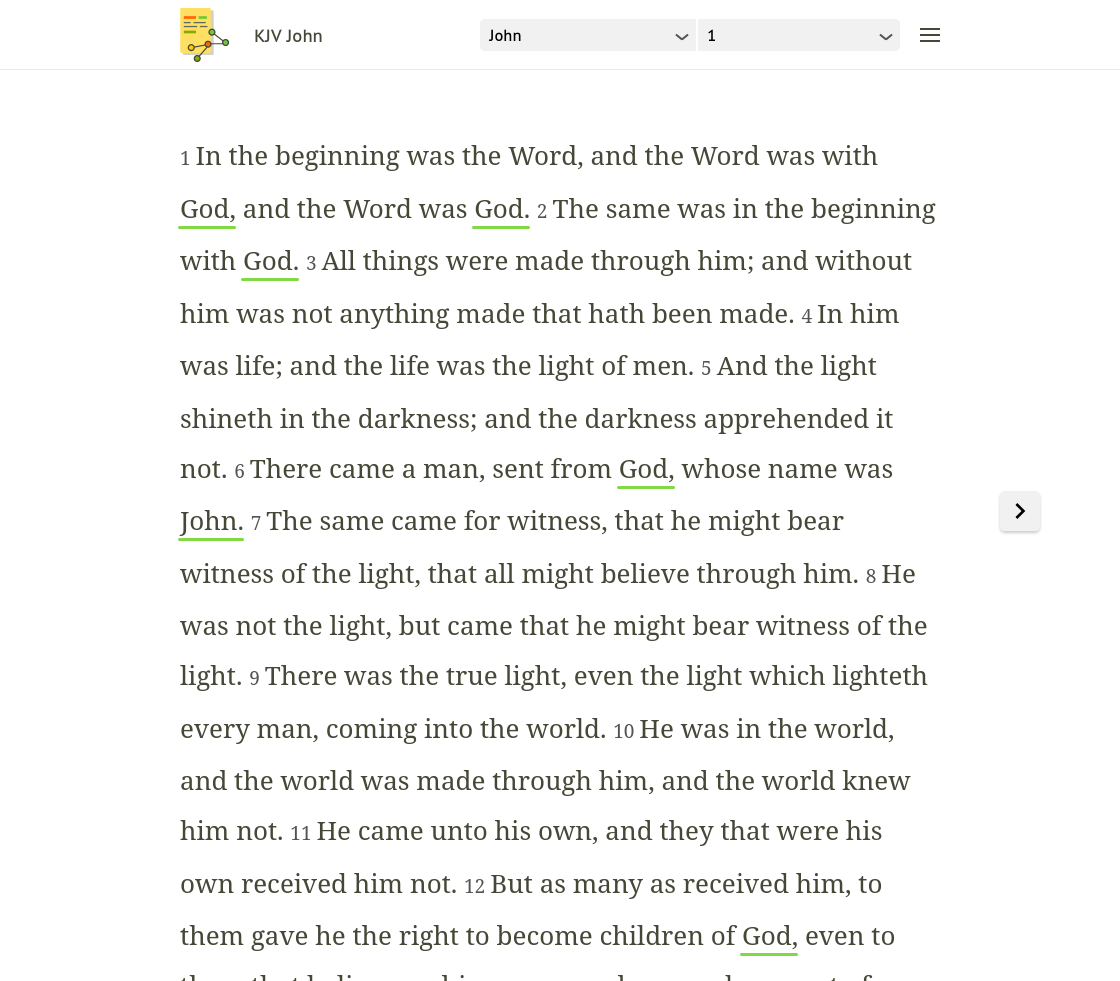 KJV John
John
1
1 In the beginning was the Word, and the Word was with
God, and the Word was God. 2 The same was in the beginning
with God. 3 All things were made through him; and without
him was not anything made that hath been made. 4 In him
was life; and the life was the light of men. 5 And the light
shineth in the darkness; and the darkness apprehended it
not. 6 There came a man, sent from God, whose name was
John. 7 The same came for witness, that he might bear
witness of the light, that all might believe through him. 8 He
was not the light, but came that he might bear witness of the
light. 9 There was the true light, even the light which lighteth
every man, coming into the world. 10 He was in the world,
and the world was made through him, and the world knew
him not. 11 He came unto his own, and they that were his
own received him not. 12 But as many as received him, to
them gave he the right to become children of God, even to